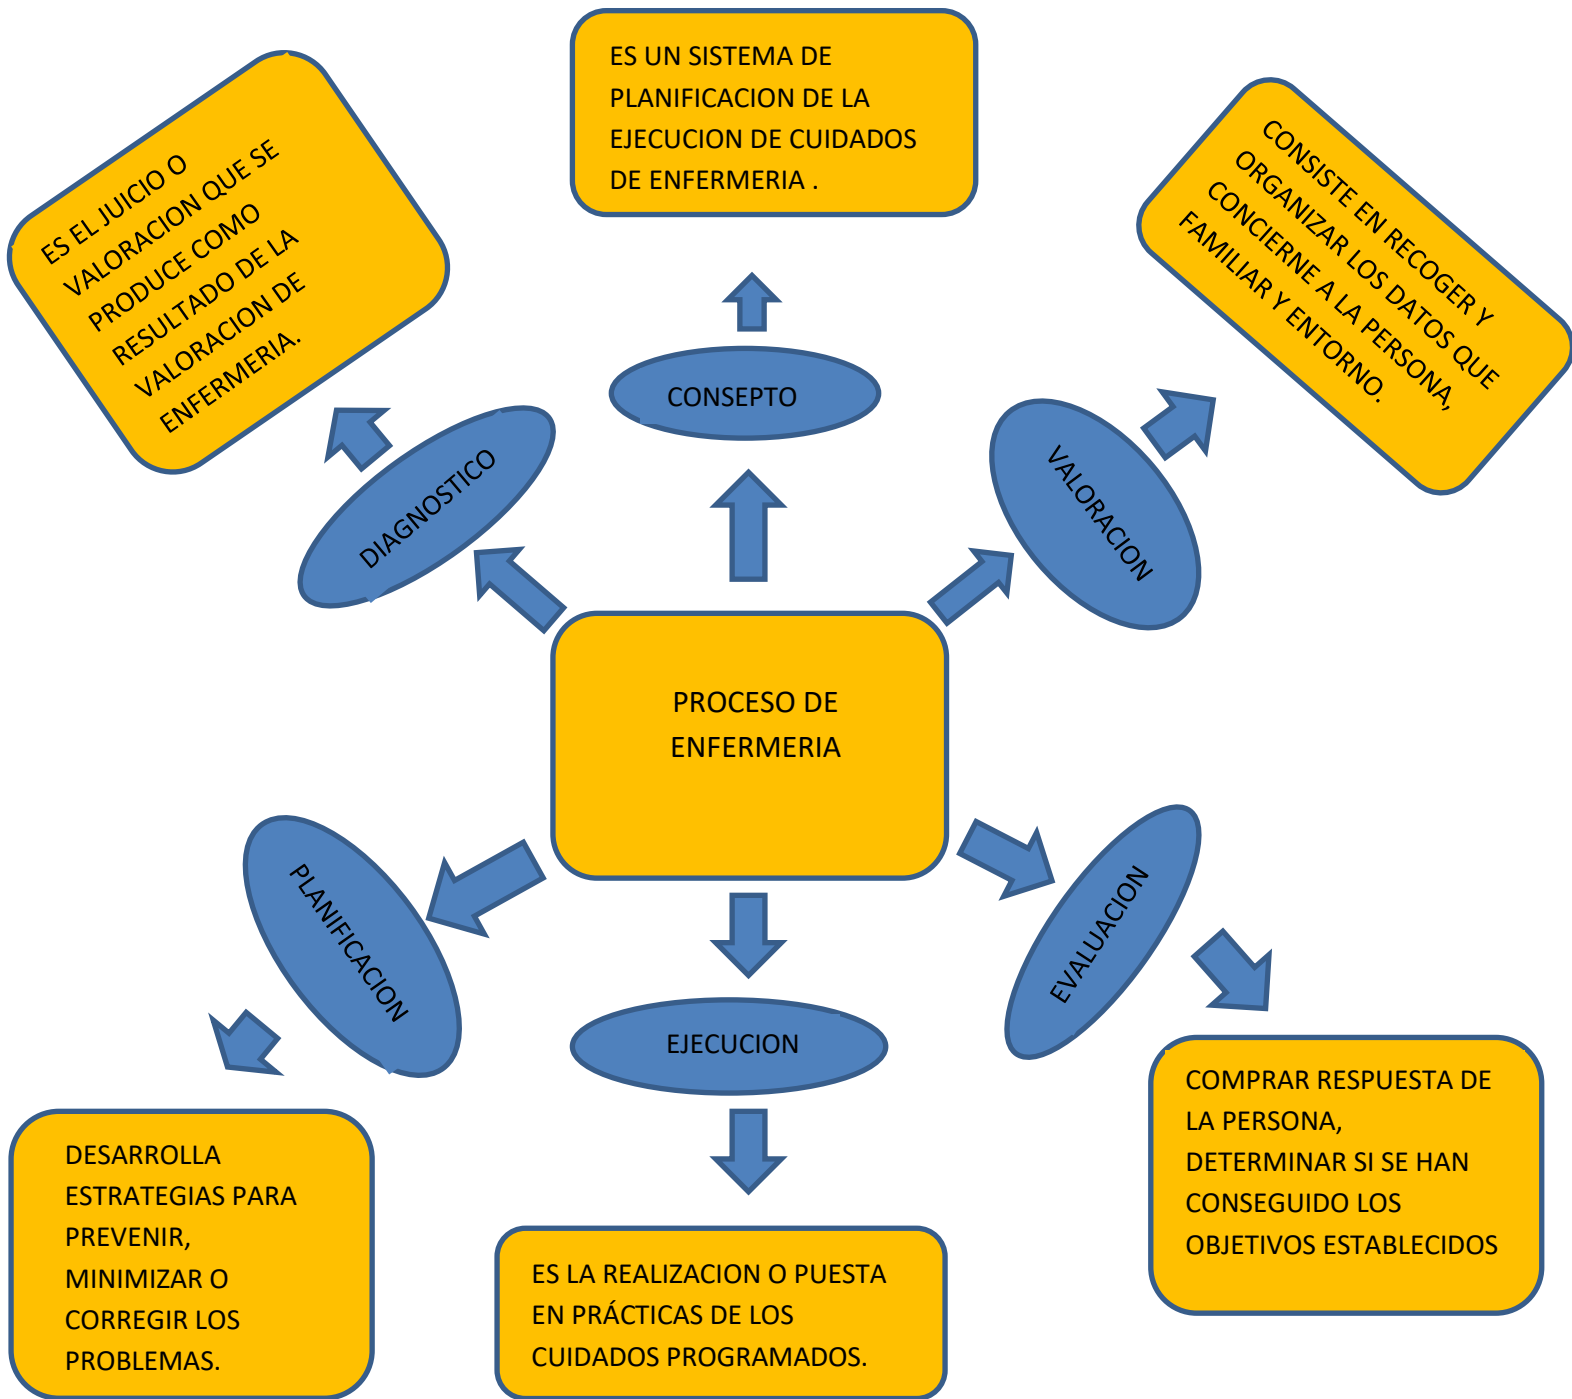 ES UN SISTEMA DE
PLANIFICACION DE LA
EJECUCION DE CUIDADOS
DE ENFERMERIA .
ES EL JUICIO O
VALORACION QUE SE
PRODUCE COMO
RESULTADO DE LA
VALORACION DE
ENFERMERIA.
CONSISTE EN RECOGER Y
ORGANIZAR LOS DATOS QUE
CONCIERNE A LA PERSONA,
FAMILIAR Y ENTORNO.
CONSEPTO
DIAGNOSTICO
VALORACION
PROCESO DE
ENFERMERIA
PLANIFICACION
EJECUCION
EVALUACION
DESARROLLA
ESTRATEGIAS PARA
PREVENIR,
MINIMIZAR O
CORREGIR LOS
PROBLEMAS.
ES LA REALIZACION O PUESTA
EN PRÁCTICAS DE LOS
CUIDADOS PROGRAMADOS.
COMPRAR RESPUESTA DE
LA PERSONA,
DETERMINAR SI SE HAN
CONSEGUIDO LOS
OBJETIVOS ESTABLECIDOS